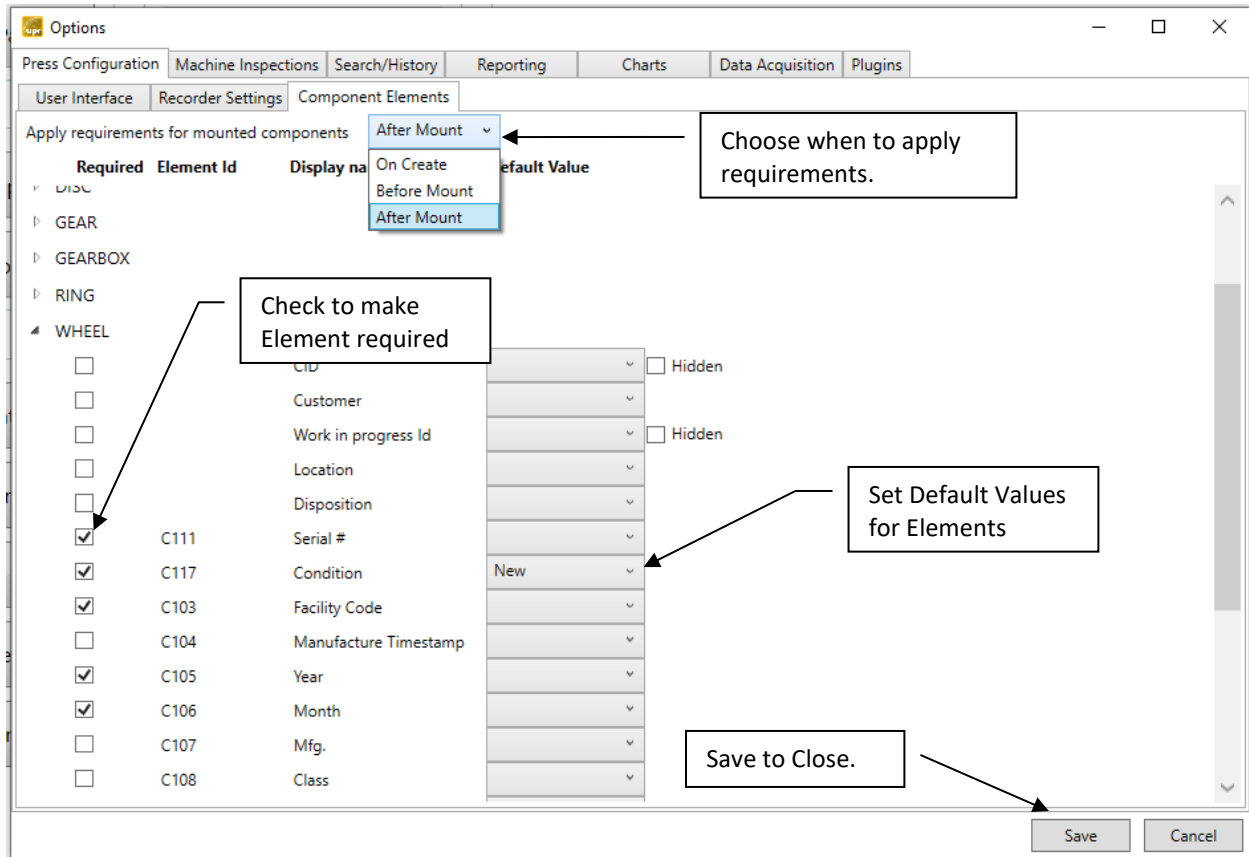 upr Options
Press Configuration Machine Inspections Search/History Reporting Charts Data Acquisition Plugins
User Interface Recorder Settings Component Elements
Apply requirements for mounted components After Mount
Choose when to apply
requirements.
Required Element Id Display na efault Value
On Create
Before Mount
After Mount
DISC
GEAR
GEARBOX
RING
Check to make
Element required
WHEEL
CID Hidden
Customer
Work in progress Id Hidden
Location
Disposition
Set Default Values
for Elements
C111 Serial #
C117 Condition New
C103 Facility Code
C104 Manufacture Timestamp
C105 Year
C106 Month
C107 Mfg.
Save to Close.
C108 Class
Save Cancel